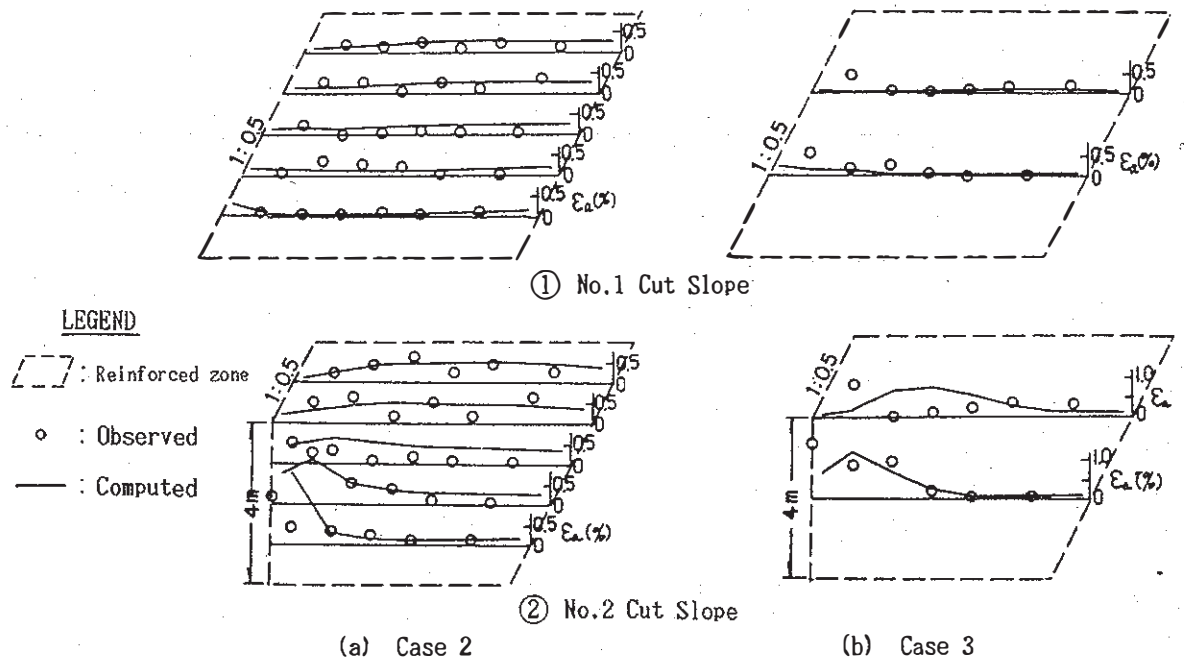 0.5
0
0.5
0
0.5
0
0.5
0
0.5
0
εa(%)
1:0.5
0.5
0
0.5
0
εa(%)
1:0.5
① No.1 Cut Slope
LEGEND
: Reinforced zone
: Observed
: Computed
1:0.5
0.5
0
0.5
0
0.5
0
0.5
0
0.5
0
εa(%)
4m
1:0.5
1.0
0
εa
1.0
0
εa(%)
4m
② No.2 Cut Slope
(a) Case 2
(b) Case 3